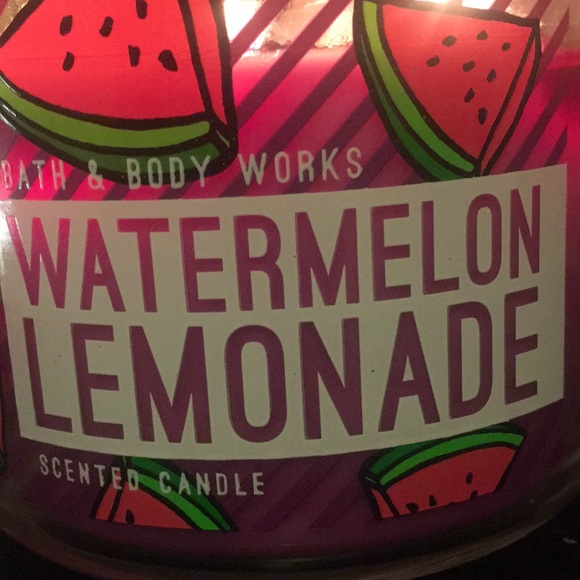 BATH & BODY WORKS
WATERMELON
LEMONADE
SCENTED CANDLE